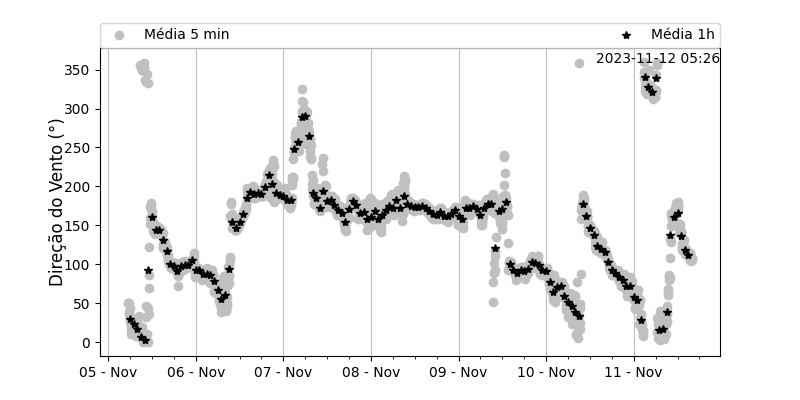 Média 5 min
Média 1h
2023-11-12 05:26
Direção do Vento (°)
350
300
250
200
150
100
50
0
05 - Nov
06 - Nov
07 - Nov
08 - Nov
09 - Nov
10 - Nov
11 - Nov